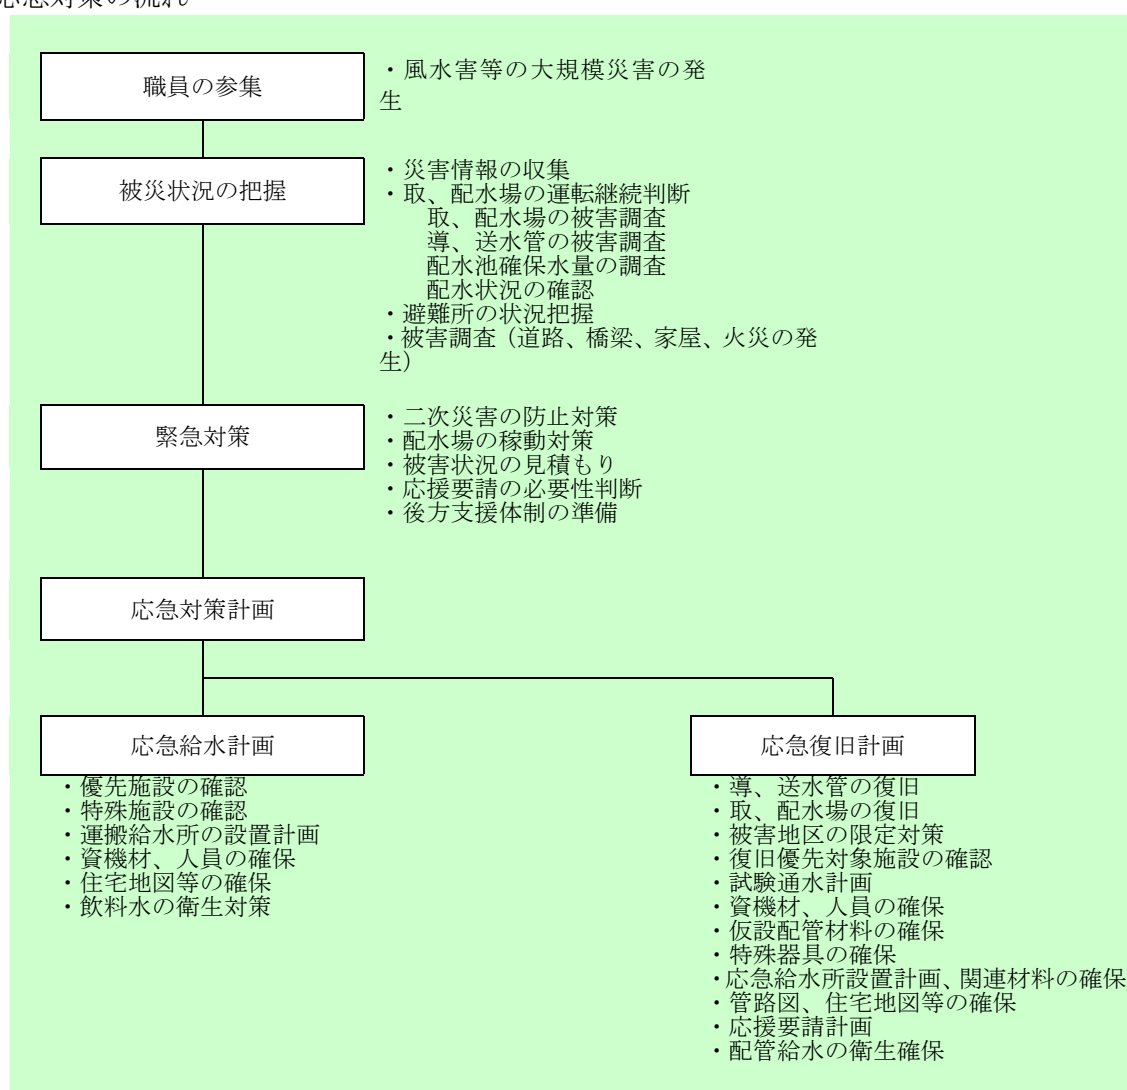 応急対策の流れ
職員の参集
・風水害等の大規模災害の発
生
被災状況の把握
・災害情報の収集
・取、配水場の運転継続判断
取、配水場の被害調査
導、送水管の被害調査
配水池確保水量の調査
配水状況の確認
・避難所の状況把握
・被害調査（道路、橋梁、家屋、火災の発
生）
緊急対策
・二次災害の防止対策
・配水場の稼動対策
・被害状況の見積もり
・応援要請の必要性判断
・後方支援体制の準備
応急対策計画
応急給水計画
・優先施設の確認
・特殊施設の確認
・運搬給水所の設置計画
・資機材、人員の確保
・住宅地図等の確保
・飲料水の衛生対策
応急復旧計画
・導、送水管の復旧
・取、配水場の復旧
・被害地区の限定対策
・復旧優先対象施設の確認
・試験通水計画
・資機材、人員の確保
・仮設配管材料の確保
・特殊器具の確保
・応急給水所設置計画、関連材料の確保
・管路図、住宅地図等の確保
・応援要請計画
・配管給水の衛生確保